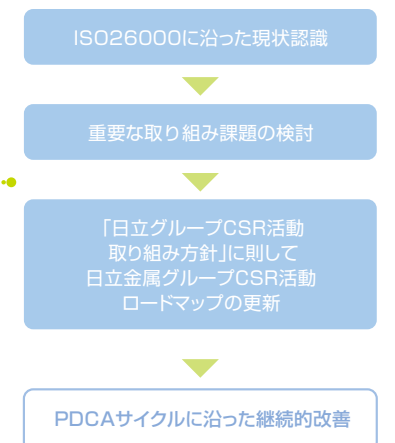 ISO26000に沿った現状認識
重要な取り組み課題の検討
「日立グループCSR活動
取り組み方針」に則して
日立金属グループCSR活動
ロードマップの更新
PDCAサイクルに沿った継続的改善